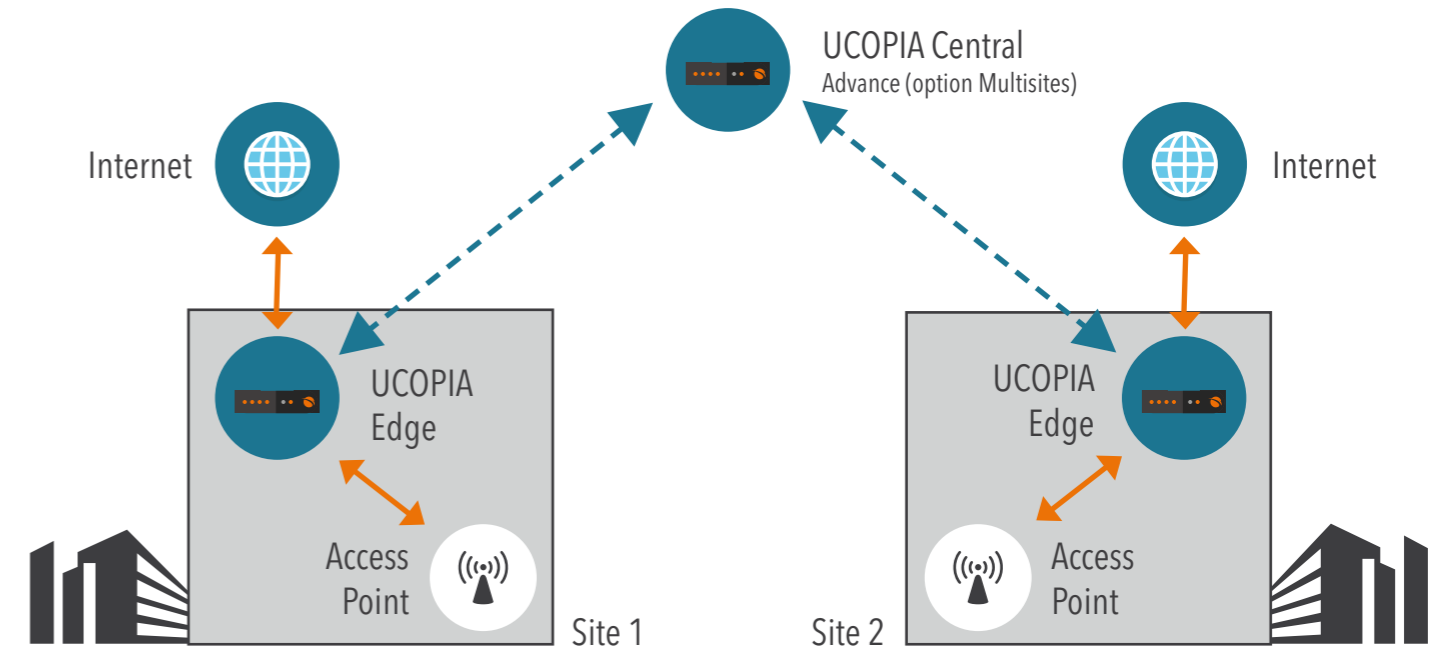 UCOPIA Central
Advance (option Multisites)
Internet
Internet
UCOPIA
Edge
UCOPIA
Edge
Access
Point
Access
Point
Site 1
Site 2